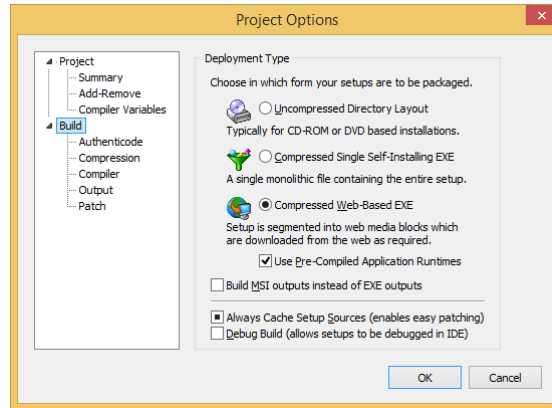 Project Options
Project
Summary
Add-Remove
Compiler Variables
Build
Authenticode
Compression
Compiler
Output
Patch
Deployment Type
Choose in which form your setups are to be packaged.
Uncompressed Directory Layout
Typically for CD-ROM or DVD based installations.
Compressed Single Self-Installing EXE
A single monolithic file containing the entire setup.
Compressed Web-Based EXE
Setup is segmented into web media blocks which
are downloaded from the web as required.
Use Pre-Compiled Application Runtimes
Build MSI outputs instead of EXE outputs
Always Cache Setup Sources (enables easy patching)
Debug Build (allows setups to be debugged in IDE)
OK Cancel